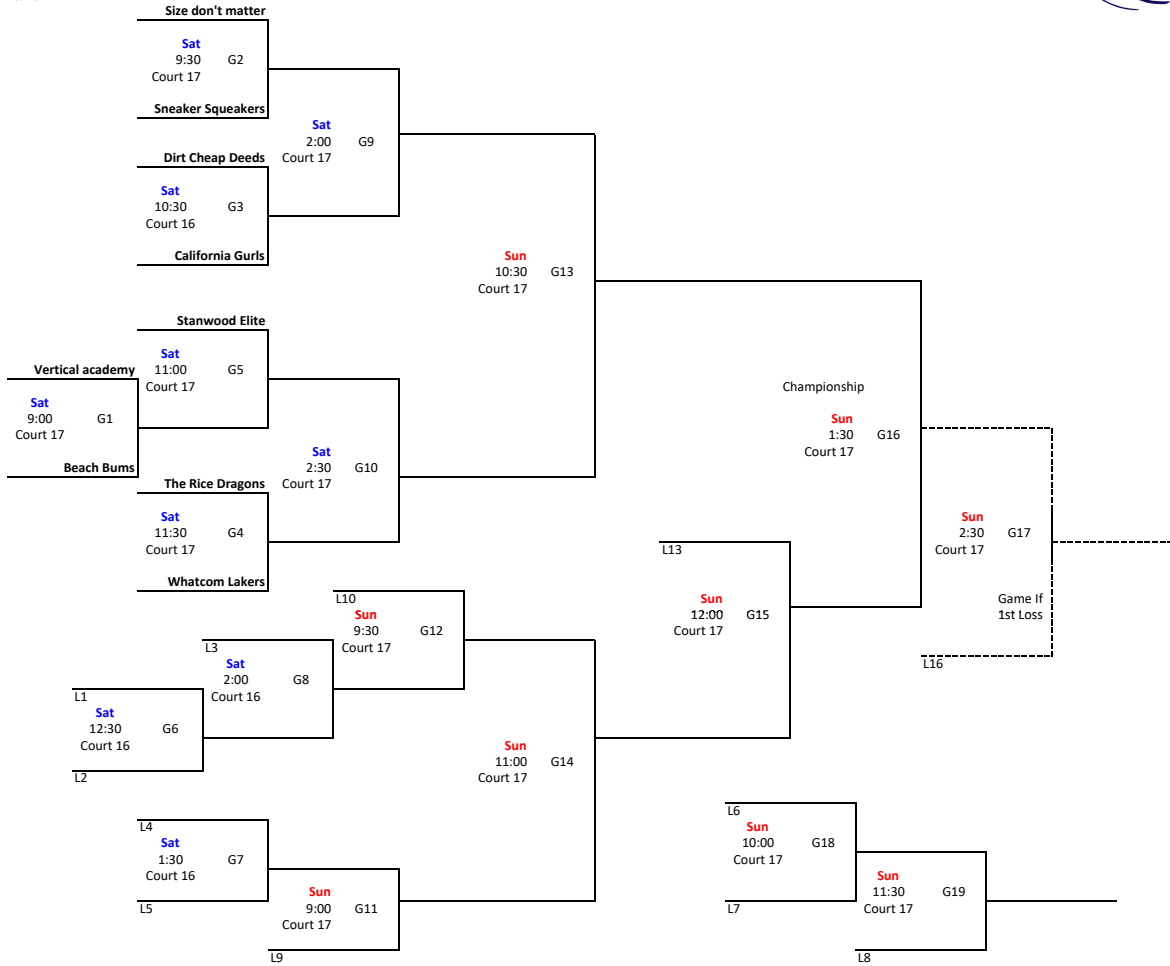 Size don't matter
Sat
9:30 G2
Court 17
Sneaker Squeakers
Sat
2:00 G9
Court 17
Dirt Cheap Deeds
Sat
10:30 G3
Court 16
California Gurls
Sun
10:30 G13
Court 17
Stanwood Elite
Sat
11:00 G5
Court 17
Vertical academy
Sat
9:00 G1
Court 17
Beach Bums
Championship
Sun
1:30 G16
Court 17
Sat
2:30 G10
Court 17
The Rice Dragons
Sat
11:30 G4
Court 17
Whatcom Lakers
Sun
2:30 G17
Court 17
Game If
1st Loss
L16
L13
Sun
12:00 G15
Court 17
L10
Sun
9:30 G12
Court 17
L3
Sat
2:00 G8
Court 16
L1
Sat
12:30 G6
Court 16
L2
Sun
11:00 G14
Court 17
L4
Sat
1:30 G7
Court 16
L5
Sun
9:00 G11
Court 17
L9
L6
Sun
10:00 G18
Court 17
L7
Sun
11:30 G19
Court 17
L8